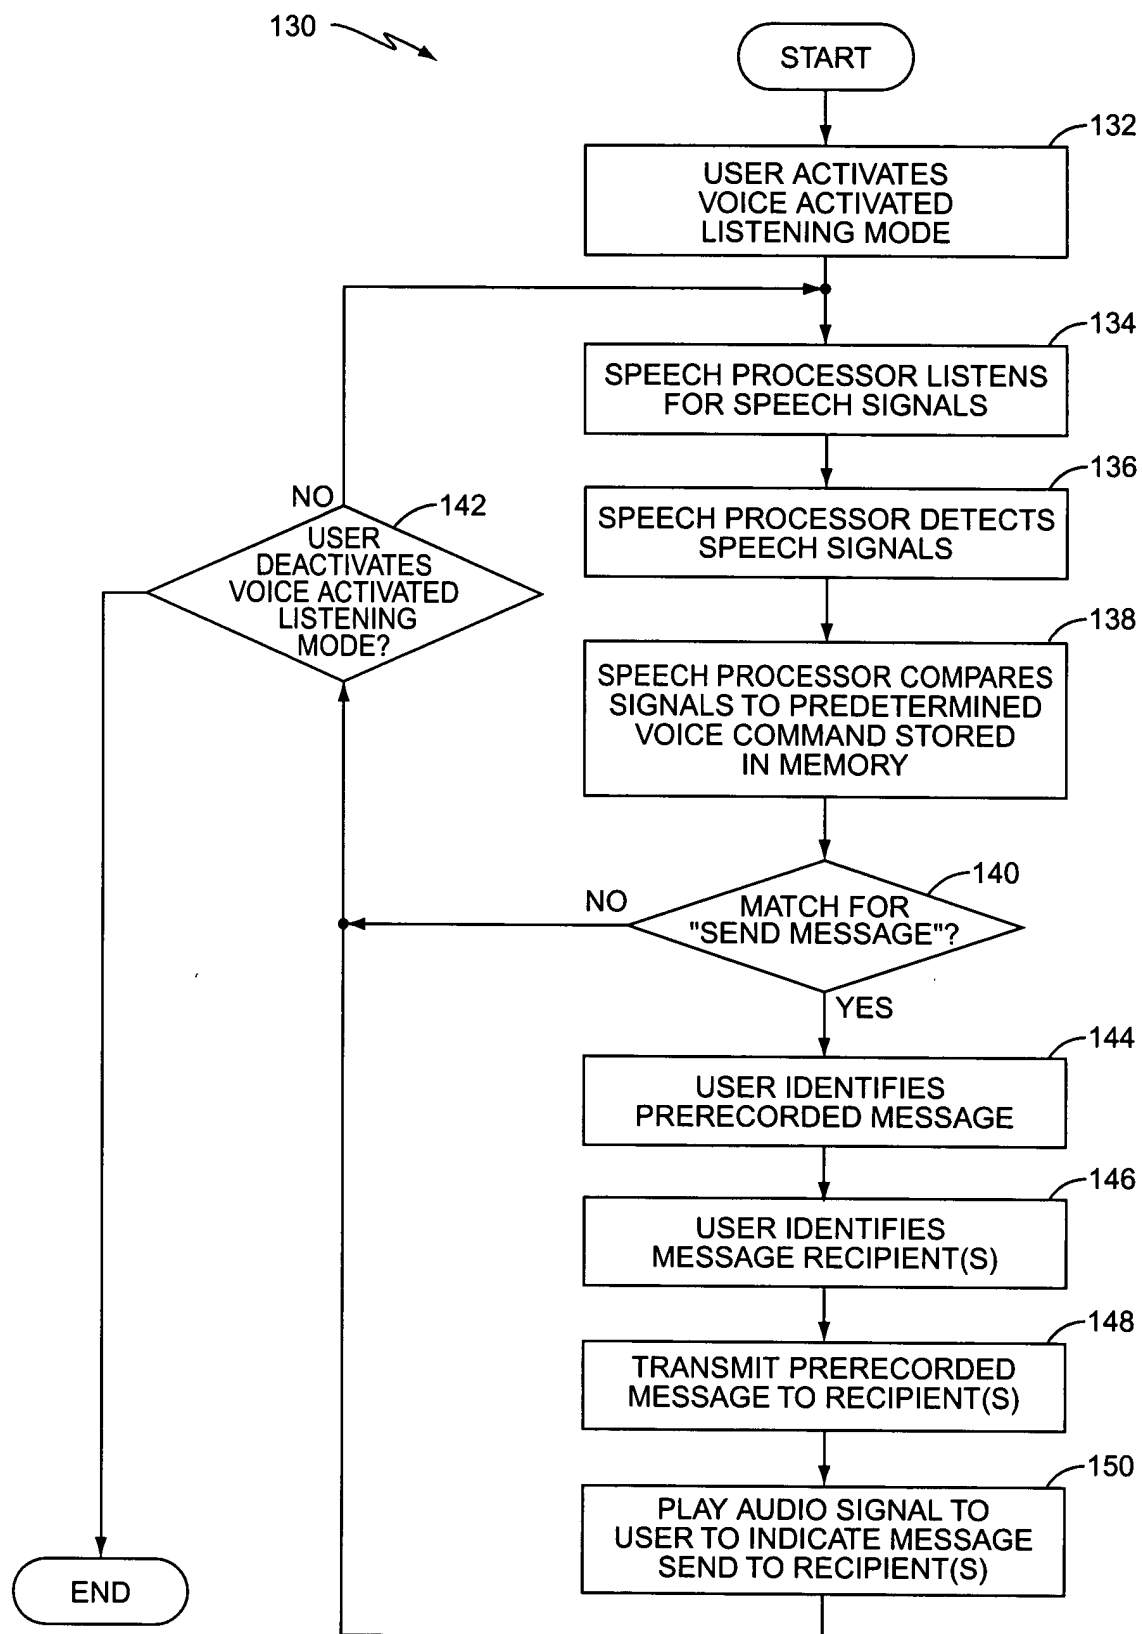 130
START
132
USER ACTIVATES
VOICE ACTIVATED
LISTENING MODE
134
SPEECH PROCESSOR LISTENS
FOR SPEECH SIGNALS
136
SPEECH PROCESSOR DETECTS
SPEECH SIGNALS
NO
142
USER
DEACTIVATES
VOICE ACTIVATED
LISTENING
MODE?
138
SPEECH PROCESSOR COMPARES
SIGNALS TO PREDETERMINED
VOICE COMMAND STORED
IN MEMORY
140
NO
MATCH FOR
"SEND MESSAGE"?
YES
144
USER IDENTIFIES
PRERECORDED MESSAGE
146
USER IDENTIFIES
MESSAGE RECIPIENT(S)
148
TRANSMIT PRERECORDED
MESSAGE TO RECIPIENT(S)
150
PLAY AUDIO SIGNAL TO
USER TO INDICATE MESSAGE
SEND TO RECIPIENT(S)
END